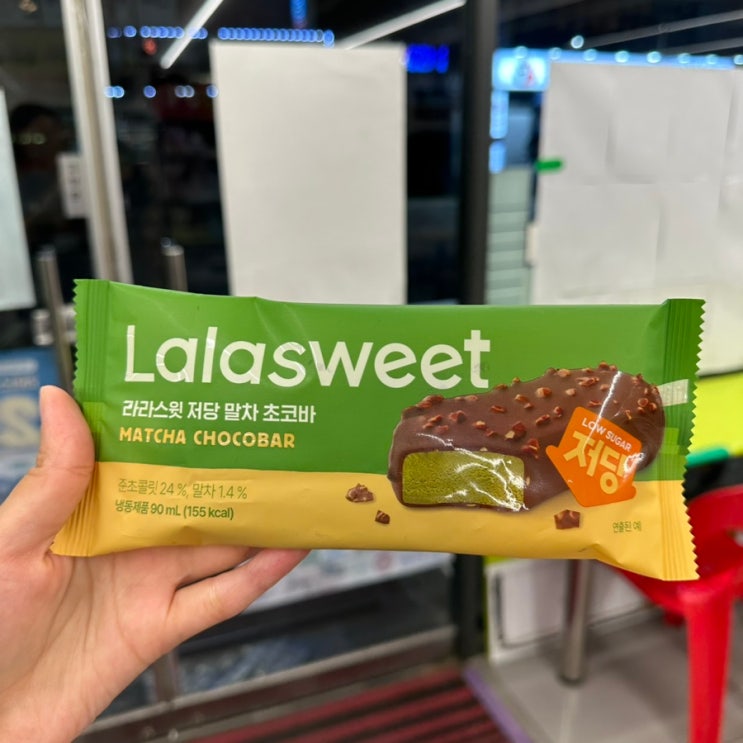 Lalasweet
라라스윗 저당 말차 초코바
MATCHA CHOCOBAR
LOW SUGAR
저당
준초콜릿 24 %, 말차 1.4 %
냉동제품 90 mL (155 kcal)
연출된 예